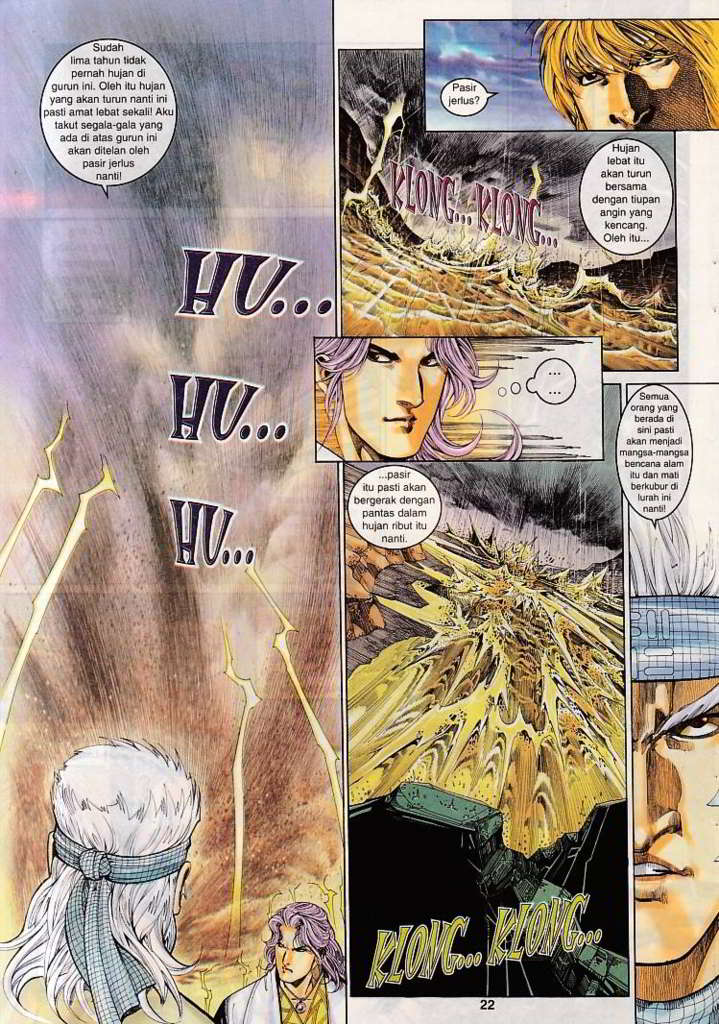 Sudah
lima tahun tidak
pernah hujan di
gurun ini. Oleh itu hujan
yang akan turun nanti ini
pasti amat lebat sekali! Aku
takut segala-gala yang
ada di atas gurun ini
akan ditelan oleh
pasir jerlus
nanti!
HU...
HU...
HU...
Pasir
jerlus?
Hujan
lebat itu
akan turun
bersama
dengan tiupan
angin yang
kencang.
Oleh itu...
KLONG... KLONG...
...
...
...pasir
itu pasti akan
bergerak dengan
pantas dalam
hujan ribut itu
nanti.
Semua
orang yang
berada di
sini pasti
akan menjadi
mangsa-mangsa
bencana alam
itu dan mati
berkubur di
lurah ini
nanti!
KLONG... KLONG...
22